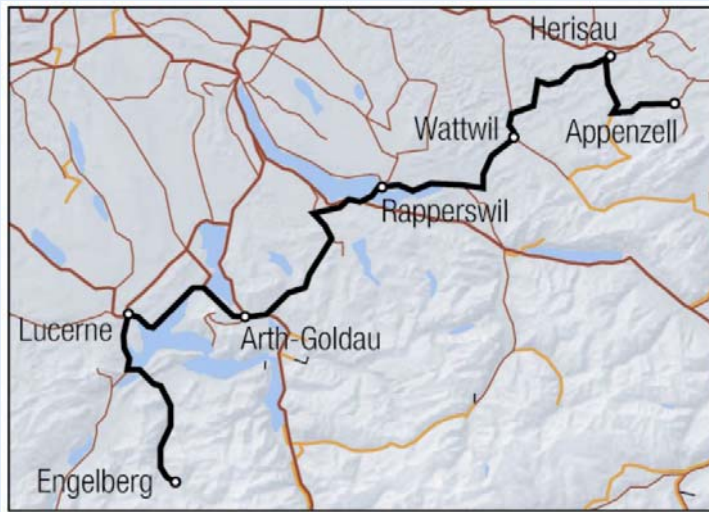 Herisau
Wattwil
Appenzell
Rapperswil
Lucerne
Arth-Goldau
Engelberg